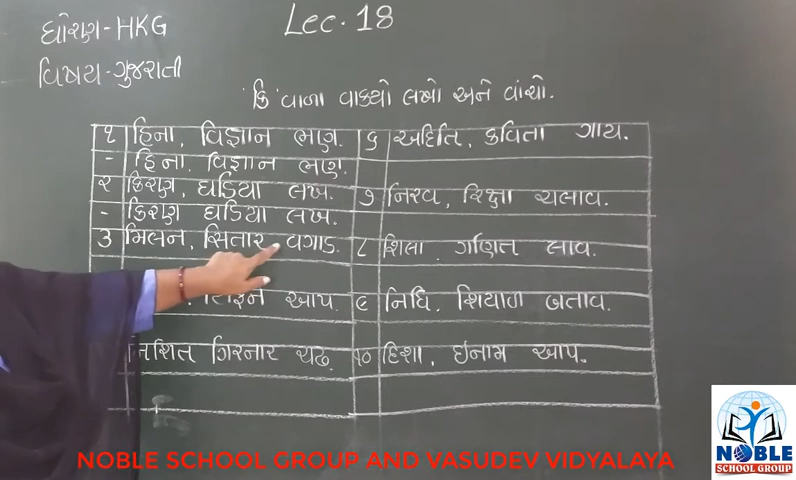 ધોરણ-HKG
Lec. 18
વિષય-ગુજરાતી
'કિ' વાળા વાક્યો લખો અને વાંચો.
૧ હિના, વિજ્ઞાન ભણ.
- હિના, વિજ્ઞાન ભણ.
૨ કિરણ, ઘડિયા લખ.
- કિરણ ઘડિયા લખ.
૩ મિલન, સિતાર વગાડ.
આપ.
નિશિત ગિરનાર ચઢ.
૬ અદિતિ, કવિતા ગાય.
૭ નિરવ, રિક્ષા ચલાવ.
૮ શિલા, ગણિત લાવ.
૯ નિધિ, શિયાળ બતાવ.
૧૦ દિશા, ઈનામ આપ.
NOBLE SCHOOL GROUP AND VASUDEV VIDYALAYA
NOBLE
SCHOOL GROUP